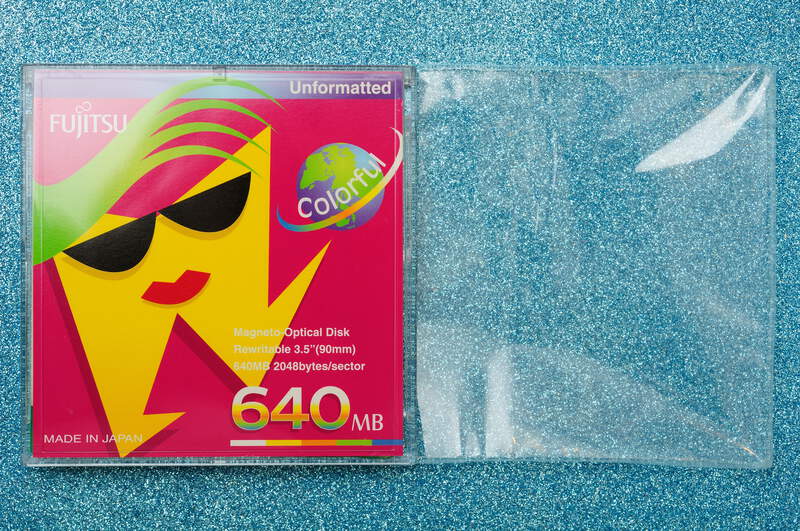 Unformatted
FUJITSU
Colorful
Magneto-Optical Disk
Rewritable 3.5"(90mm)
640MB 2048bytes/sector
640MB
MADE IN JAPAN